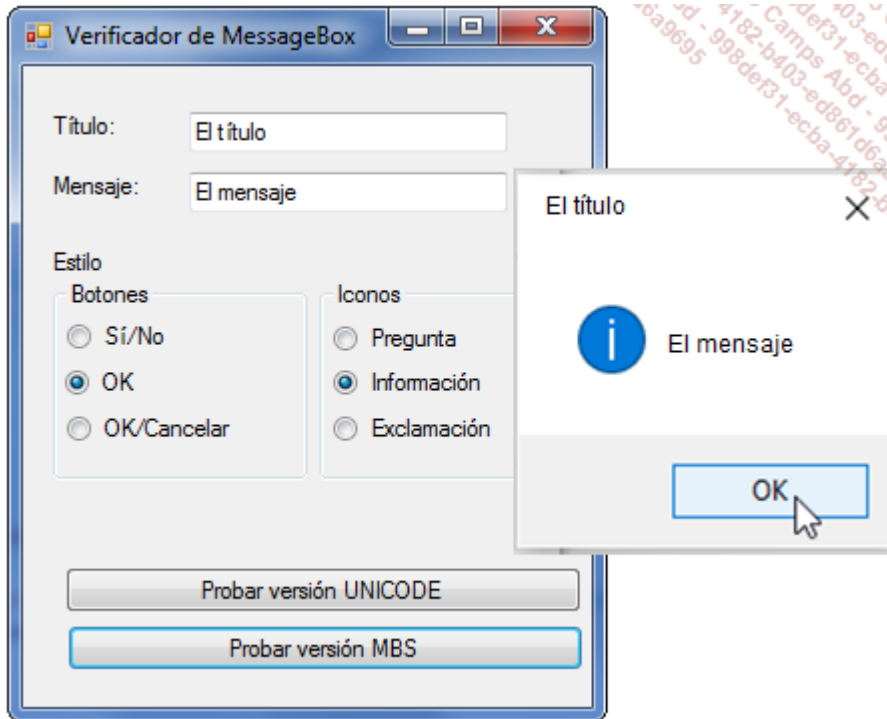 Verificador de MessageBox
Título:
El título
Mensaje:
El mensaje
Estilo
Botones
Sí/No
OK
OK/Cancelar
Iconos
Pregunta
Información
Exclamación
Probar versión UNICODE
Probar versión MBS
El título
El mensaje
OK